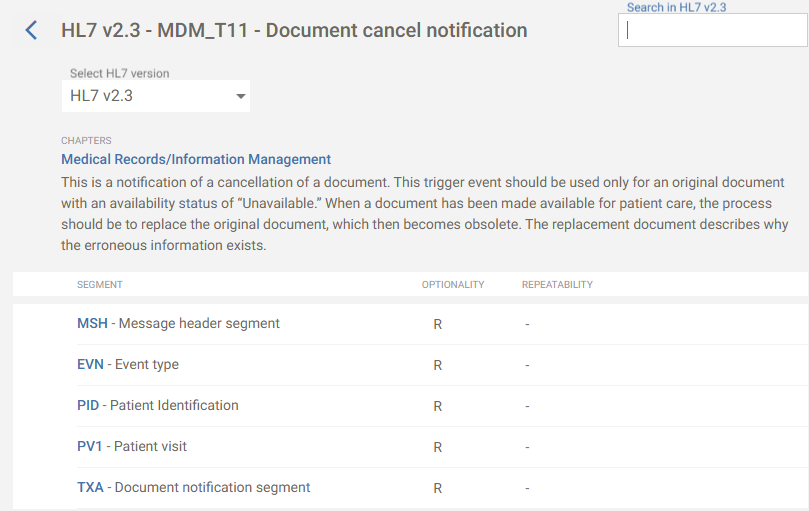 Search in HL7 v2.3
HL7 v2.3 - MDM_T11 - Document cancel notification
Select HL7 version
HL7 v2.3
CHAPTERS
Medical Records/Information Management
This is a notification of a cancellation of a document. This trigger event should be used only for an original document
with an availability status of “Unavailable.” When a document has been made available for patient care, the process
should be to replace the original document, which then becomes obsolete. The replacement document describes why
the erroneous information exists.
SEGMENT OPTIONALITY REPEATABILITY
MSH - Message header segment R -
EVN - Event type R -
PID - Patient Identification R -
PV1 - Patient visit R -
TXA - Document notification segment R -